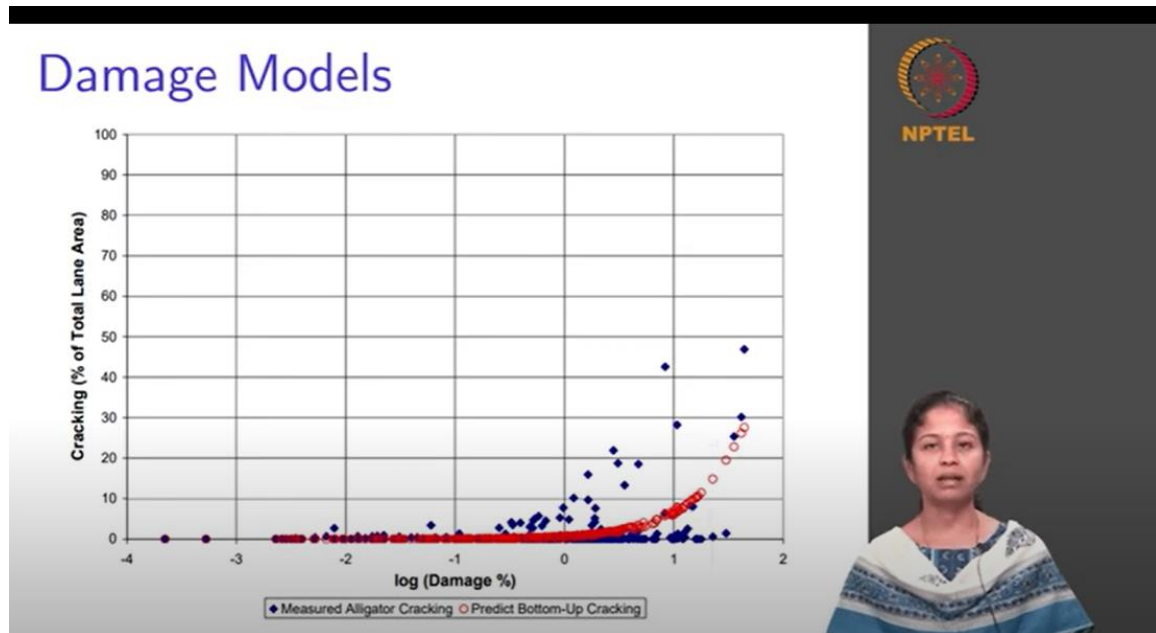 Damage Models
NPTEL
100
90
80
70
60
50
40
30
20
10
0
Cracking (% of Total Lane Area)
-4 -3 -2 -1 0 1 2
log (Damage %)
Measured Alligator Cracking Predict Bottom-Up Cracking